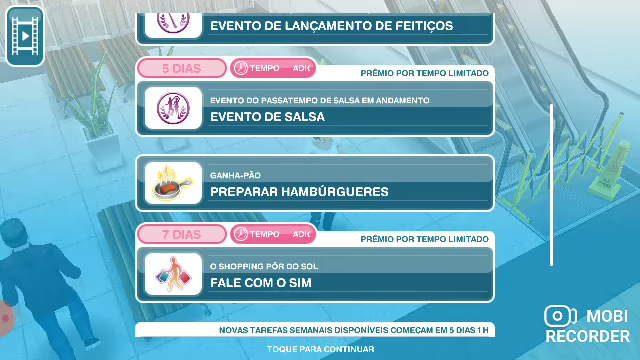 EVENTO DE LANÇAMENTO DE FEITIÇOS
5 DIAS
TEMPO ADIC
PRÊMIO POR TEMPO LIMITADO
EVENTO DO PASSATEMPO DE SALSA EM ANDAMENTO
EVENTO DE SALSA
GANHA-PÃO
PREPARAR HAMBÚRGUERES
7 DIAS
TEMPO ADIC
PRÊMIO POR TEMPO LIMITADO
O SHOPPING PÔR DO SOL
FALE COM O SIM
NOVAS TAREFAS SEMANAIS DISPONÍVEIS COMEÇAM EM 5 DIAS 1 H
TOQUE PARA CONTINUAR
MOBI
RECORDER